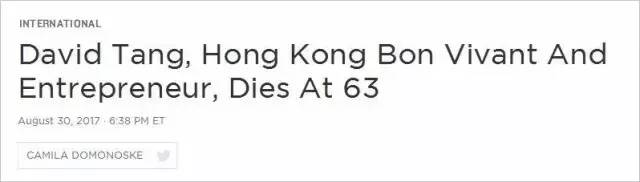 INTERNATIONAL
David Tang, Hong Kong Bon Vivant And
Entrepreneur, Dies At 63
August 30, 2017 · 6:38 PM ET
CAMILA DOMONOSKE